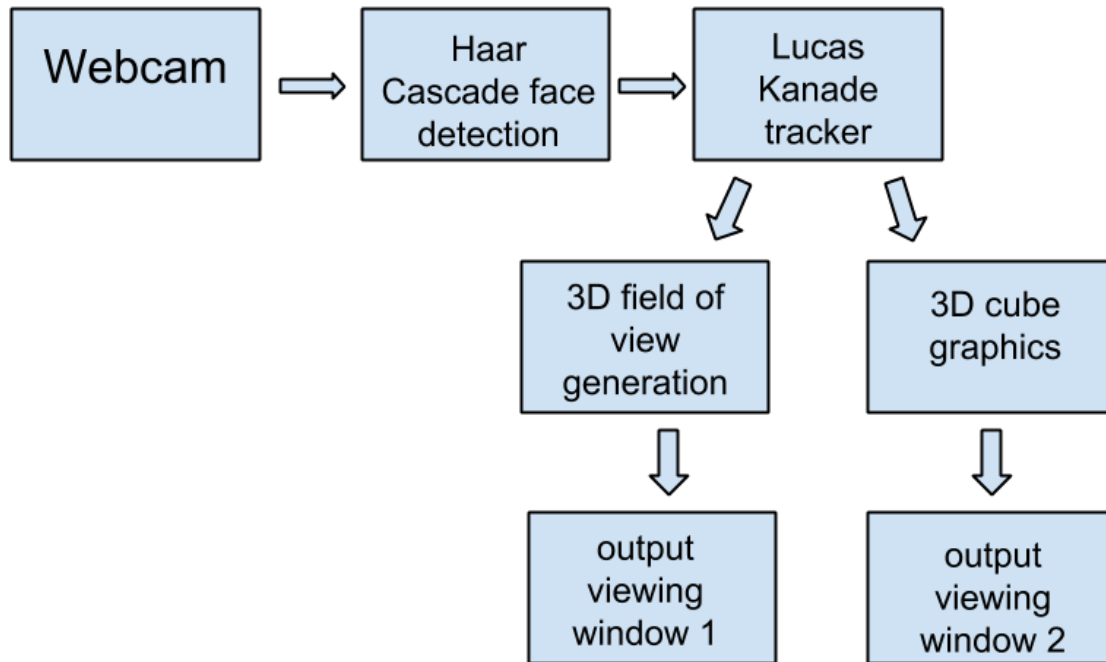 Webcam
Haar
Cascade face
detection
Lucas
Kanade
tracker
3D field of
view
generation
3D cube
graphics
output
viewing
window 1
output
viewing
window 2